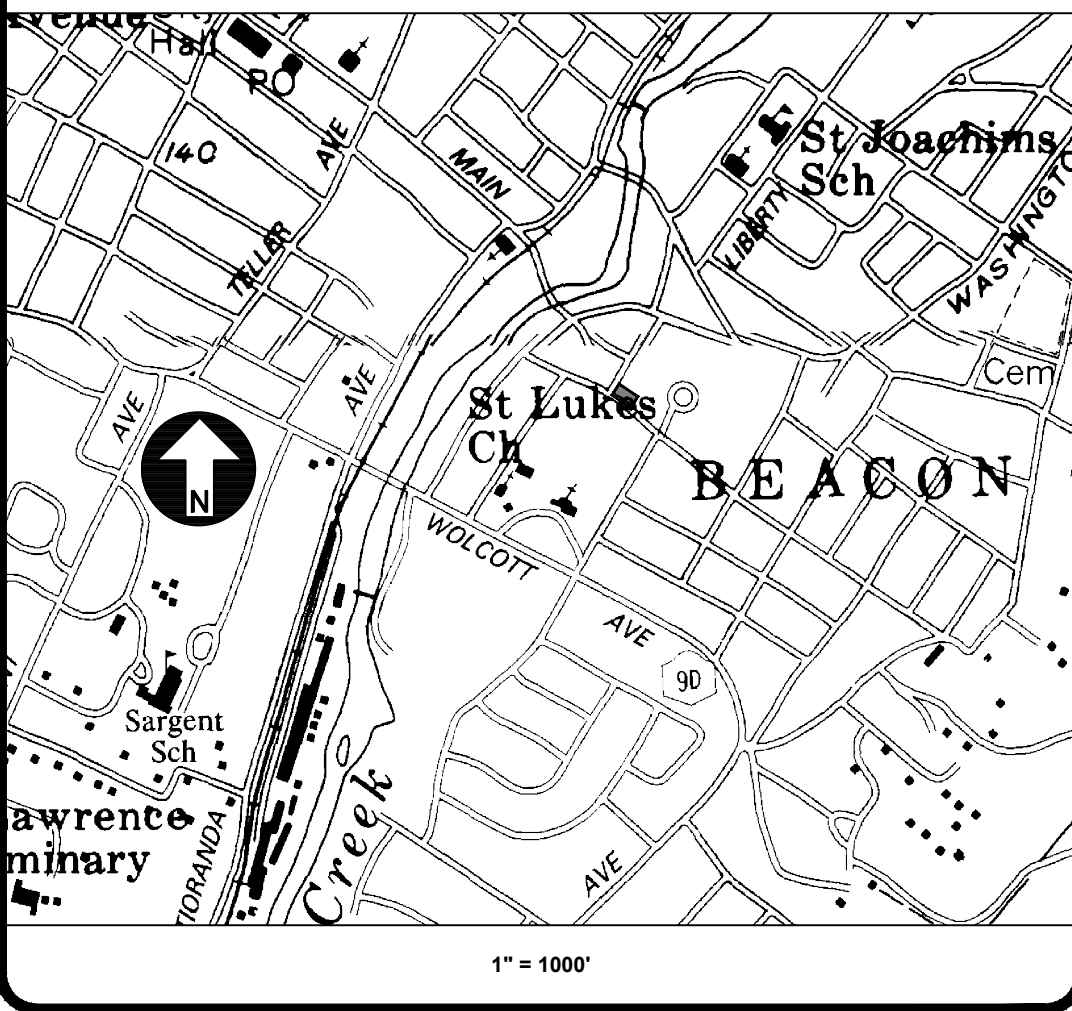 Hall
PO
140
AVE
MAIN
St Joachims
Sch
LIBERTY
TELLAR
WASHINGTO
Cem
AVE
AVE
St Lukes
Ch
BEACON
N
WOLCOTT
AVE
9D
Sargent
Sch
awrence
minary
TIORANDA
Creek
AVE
1" = 1000'